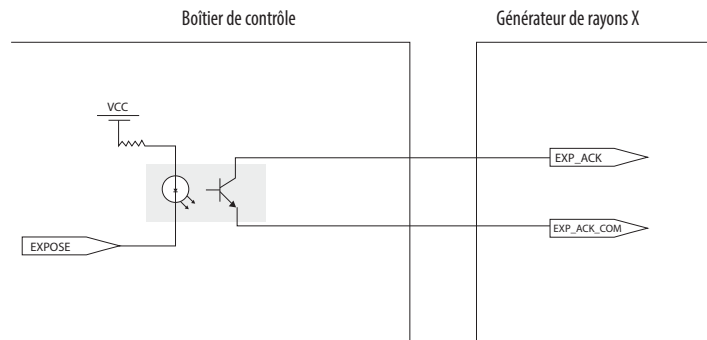 Boîtier de contrôle
Générateur de rayons X
VCC
EXP_ACK
EXP_ACK_COM
EXPOSE